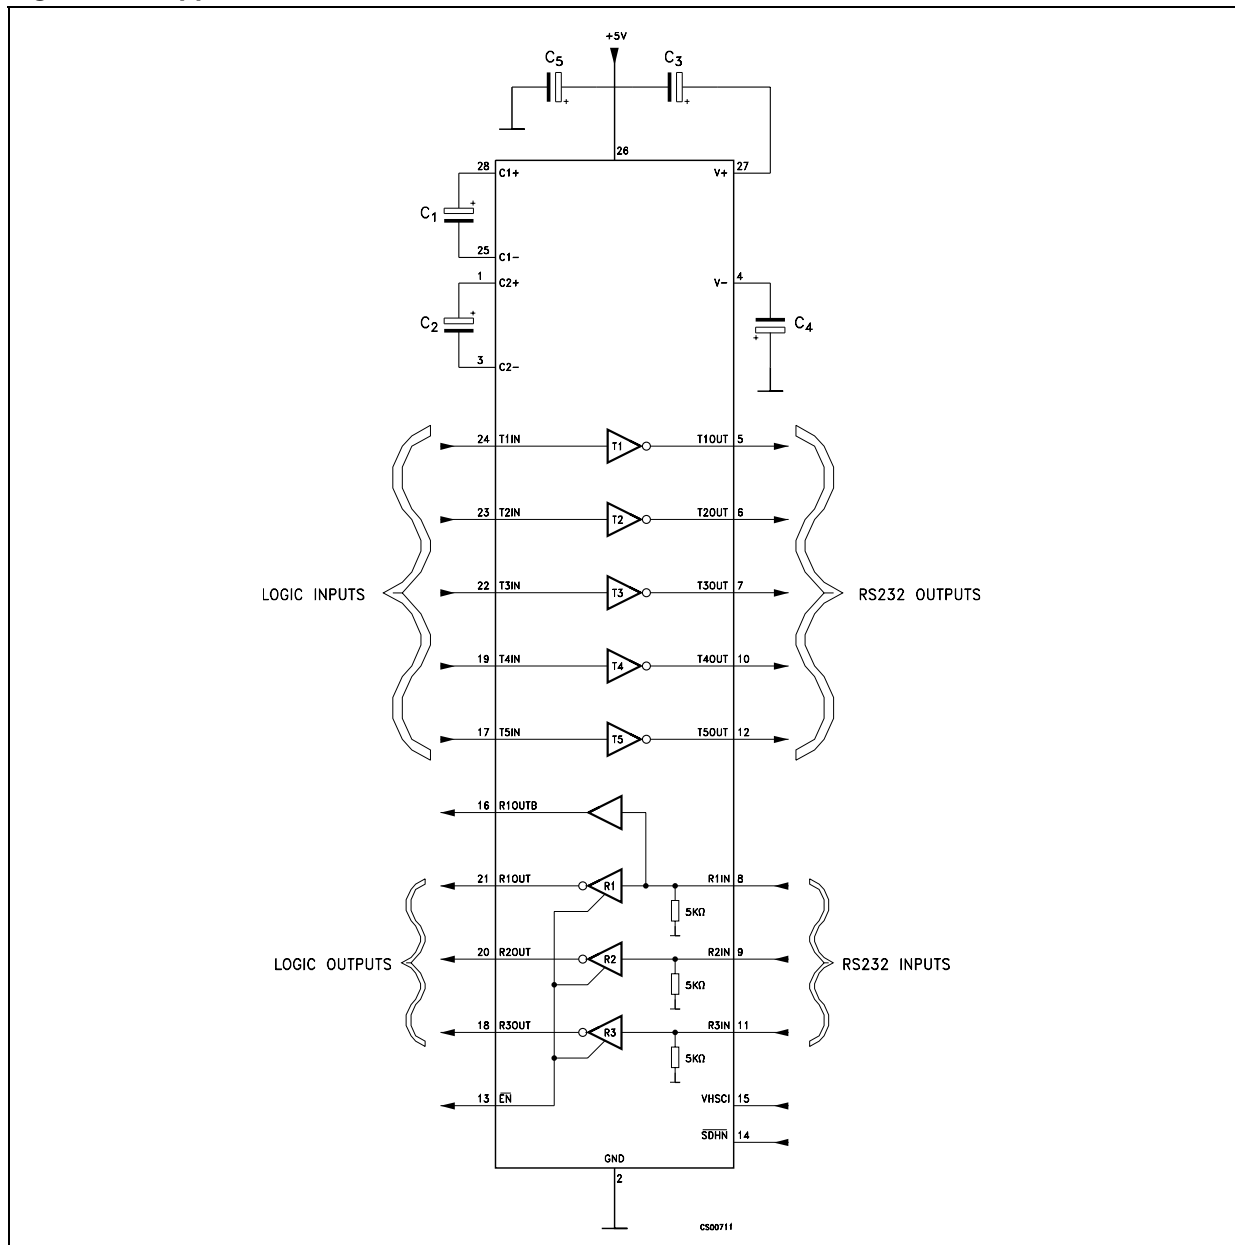 +5V
C5
C3
+
+
26
28 C1+
V+ 27
C1
+
25 C1-
1 C2+
V- 4
C2
+
C4
+
3 C2-
24 T1IN T1 T1OUT 5
23 T2IN T2 T2OUT 6
LOGIC INPUTS
22 T3IN T3 T3OUT 7
RS232 OUTPUTS
19 T4IN T4 T4OUT 10
17 T5IN T5 T5OUT 12
16 R1OUTB
21 R1OUT R1 R1IN 8
5KΩ
LOGIC OUTPUTS
20 R2OUT R2 R2IN 9
RS232 INPUTS
5KΩ
18 R3OUT R3 R3IN 11
5KΩ
13 EN
VHSCI 15
SDHN 14
GND
2
CS00711